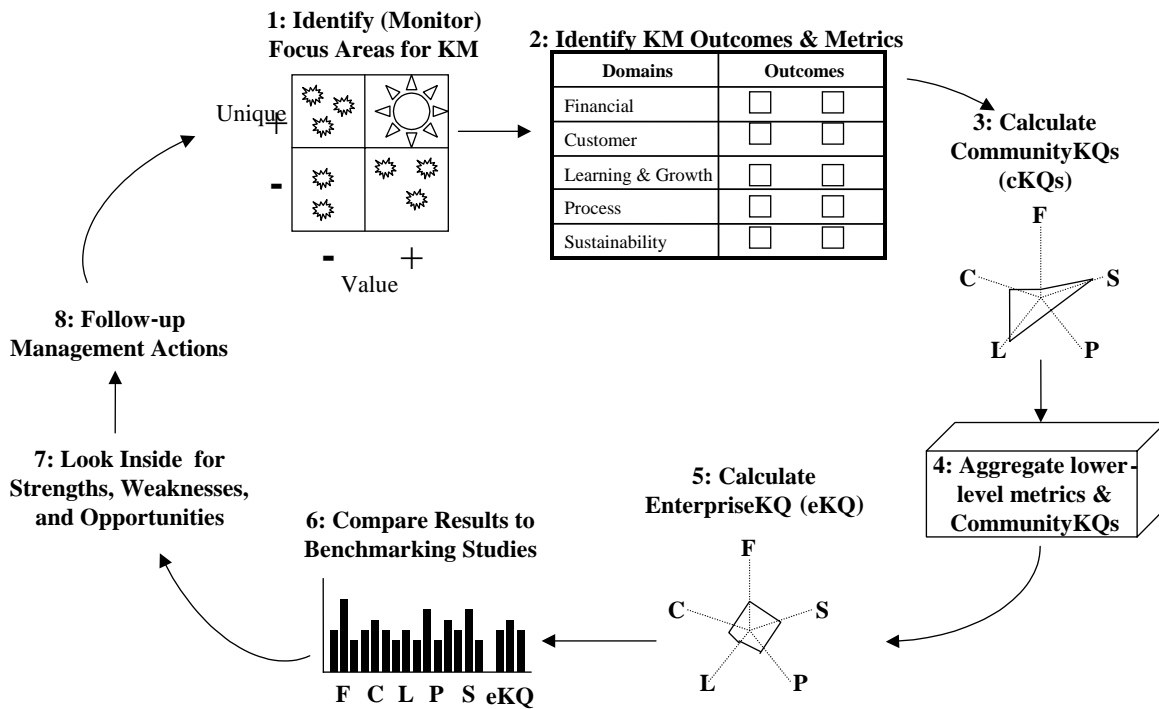 1: Identify (Monitor)
Focus Areas for KM
Unique
+
-
- +
Value
2: Identify KM Outcomes & Metrics
Domains Outcomes
Financial
Customer
Learning & Growth
Process
Sustainability
3: Calculate
CommunityKQs
(cKQs)
F
C S
L P
4: Aggregate lower-
level metrics &
CommunityKQs
5: Calculate
EnterpriseKQ (eKQ)
F
C S
L P
6: Compare Results to
Benchmarking Studies
F C L P S eKQ
7: Look Inside for
Strengths, Weaknesses,
and Opportunities
8: Follow-up
Management Actions